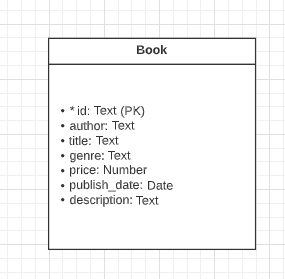 Book
• * id: Text (PK)
• author: Text
• title: Text
• genre: Text
• price: Number
• publish_date: Date
• description: Text